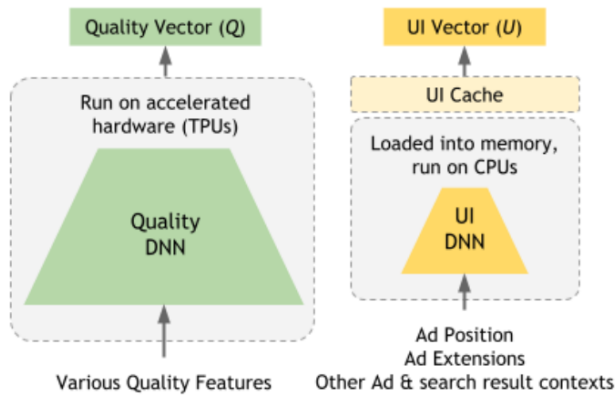 Quality Vector (Q)
Run on accelerated
hardware (TPUs)
Quality
DNN
Various Quality Features
UI Vector (U)
UI Cache
Loaded into memory,
run on CPUs
UI
DNN
Ad Position
Ad Extensions
Other Ad & search result contexts